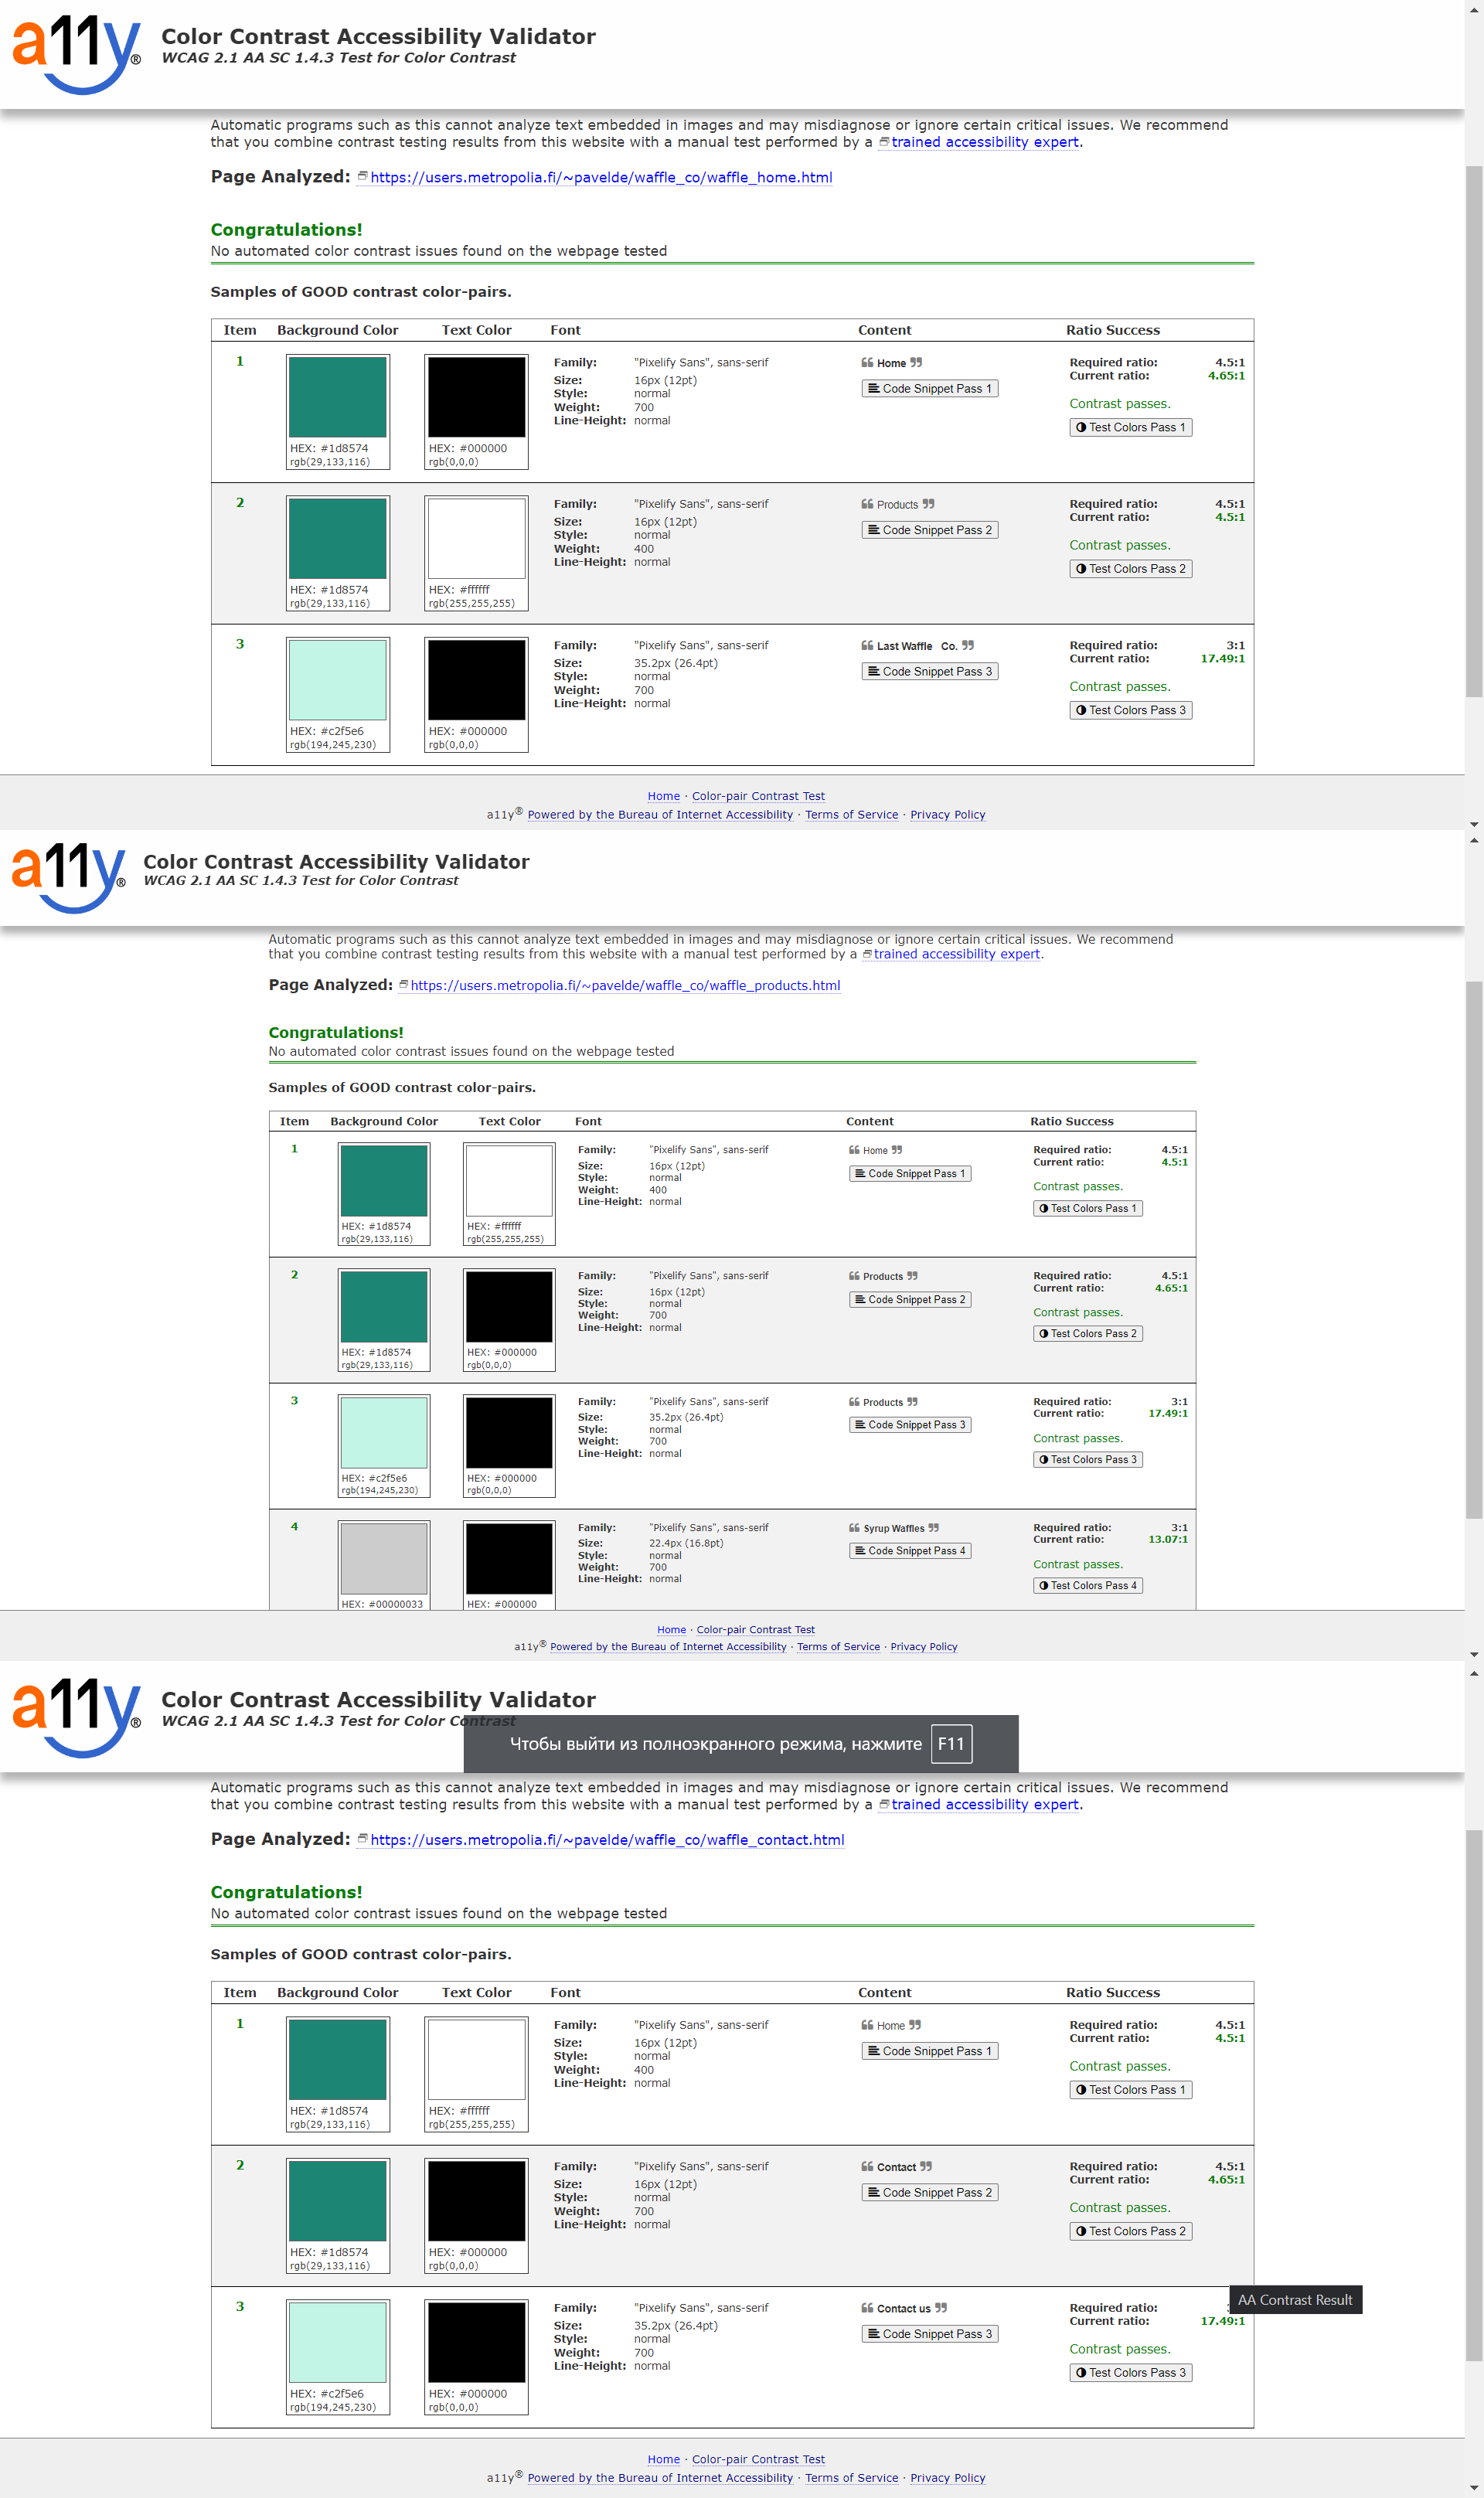 a11y®
Color Contrast Accessibility Validator
WCAG 2.1 AA SC 1.4.3 Test for Color Contrast
Automatic programs such as this cannot analyze text embedded in images and may misdiagnose or ignore certain critical issues. We recommend
that you combine contrast testing results from this website with a manual test performed by a trained accessibility expert.
Page Analyzed: https://users.metropolia.fi/~pavelde/waffle_co/waffle_home.html
Congratulations!
No automated color contrast issues found on the webpage tested
Samples of GOOD contrast color-pairs.
Item Background Color Text Color Font Content Ratio Success
1 Family: "Pixelify Sans", sans-serif ❝ Home ❞ Required ratio: 4.5:1
Size: 16px (12pt) Current ratio: 4.65:1
Style: normal Code Snippet Pass 1
Weight: 700 Contrast passes.
Line-Height: normal Test Colors Pass 1
HEX: #1d8574 HEX: #000000
rgb(29,133,116) rgb(0,0,0)
2 Family: "Pixelify Sans", sans-serif ❝ Products ❞ Required ratio: 4.5:1
Size: 16px (12pt) Current ratio: 4.5:1
Style: normal Code Snippet Pass 2
Weight: 400 Contrast passes.
Line-Height: normal Test Colors Pass 2
HEX: #1d8574 HEX: #ffffff
rgb(29,133,116) rgb(255,255,255)
3 Family: "Pixelify Sans", sans-serif ❝ Last Waffle Co. ❞ Required ratio: 3:1
Size: 35.2px (26.4pt) Current ratio: 17.49:1
Style: normal Code Snippet Pass 3
Weight: 700 Contrast passes.
Line-Height: normal Test Colors Pass 3
HEX: #c2f5e6 HEX: #000000
rgb(194,245,230) rgb(0,0,0)
Home · Color-pair Contrast Test
a11y® Powered by the Bureau of Internet Accessibility · Terms of Service · Privacy Policy
a11y®
Color Contrast Accessibility Validator
WCAG 2.1 AA SC 1.4.3 Test for Color Contrast
Automatic programs such as this cannot analyze text embedded in images and may misdiagnose or ignore certain critical issues. We recommend
that you combine contrast testing results from this website with a manual test performed by a trained accessibility expert.
Page Analyzed: https://users.metropolia.fi/~pavelde/waffle_co/waffle_products.html
Congratulations!
No automated color contrast issues found on the webpage tested
Samples of GOOD contrast color-pairs.
Item Background Color Text Color Font Content Ratio Success
1 Family: "Pixelify Sans", sans-serif ❝ Home ❞ Required ratio: 4.5:1
Size: 16px (12pt) Current ratio: 4.5:1
Style: normal Code Snippet Pass 1
Weight: 400 Contrast passes.
Line-Height: normal Test Colors Pass 1
HEX: #1d8574 HEX: #ffffff
rgb(29,133,116) rgb(255,255,255)
2 Family: "Pixelify Sans", sans-serif ❝ Products ❞ Required ratio: 4.5:1
Size: 16px (12pt) Current ratio: 4.65:1
Style: normal Code Snippet Pass 2
Weight: 700 Contrast passes.
Line-Height: normal Test Colors Pass 2
HEX: #1d8574 HEX: #000000
rgb(29,133,116) rgb(0,0,0)
3 Family: "Pixelify Sans", sans-serif ❝ Products ❞ Required ratio: 3:1
Size: 35.2px (26.4pt) Current ratio: 17.49:1
Style: normal Code Snippet Pass 3
Weight: 700 Contrast passes.
Line-Height: normal Test Colors Pass 3
HEX: #c2f5e6 HEX: #000000
rgb(194,245,230) rgb(0,0,0)
4 Family: "Pixelify Sans", sans-serif ❝ Syrup Waffles ❞ Required ratio: 3:1
Size: 22.4px (16.8pt) Current ratio: 13.07:1
Style: normal Code Snippet Pass 4
Weight: 700 Contrast passes.
Line-Height: normal Test Colors Pass 4
HEX: #00000033 HEX: #000000
Home · Color-pair Contrast Test
a11y® Powered by the Bureau of Internet Accessibility · Terms of Service · Privacy Policy
a11y®
Color Contrast Accessibility Validator
WCAG 2.1 AA SC 1.4.3 Test for Color Contrast
Чтобы выйти из полноэкранного режима, нажмите F11
Automatic programs such as this cannot analyze text embedded in images and may misdiagnose or ignore certain critical issues. We recommend
that you combine contrast testing results from this website with a manual test performed by a trained accessibility expert.
Page Analyzed: https://users.metropolia.fi/~pavelde/waffle_co/waffle_contact.html
Congratulations!
No automated color contrast issues found on the webpage tested
Samples of GOOD contrast color-pairs.
Item Background Color Text Color Font Content Ratio Success
1 Family: "Pixelify Sans", sans-serif ❝ Home ❞ Required ratio: 4.5:1
Size: 16px (12pt) Current ratio: 4.5:1
Style: normal Code Snippet Pass 1
Weight: 400 Contrast passes.
Line-Height: normal Test Colors Pass 1
HEX: #1d8574 HEX: #ffffff
rgb(29,133,116) rgb(255,255,255)
2 Family: "Pixelify Sans", sans-serif ❝ Contact ❞ Required ratio: 4.5:1
Size: 16px (12pt) Current ratio: 4.65:1
Style: normal Code Snippet Pass 2
Weight: 700 Contrast passes.
Line-Height: normal Test Colors Pass 2
HEX: #1d8574 HEX: #000000
rgb(29,133,116) rgb(0,0,0)
AA Contrast Result
3 Family: "Pixelify Sans", sans-serif ❝ Contact us ❞ Required ratio:
Size: 35.2px (26.4pt) Current ratio: 17.49:1
Style: normal Code Snippet Pass 3
Weight: 700 Contrast passes.
Line-Height: normal Test Colors Pass 3
HEX: #c2f5e6 HEX: #000000
rgb(194,245,230) rgb(0,0,0)
Home · Color-pair Contrast Test
a11y® Powered by the Bureau of Internet Accessibility · Terms of Service · Privacy Policy